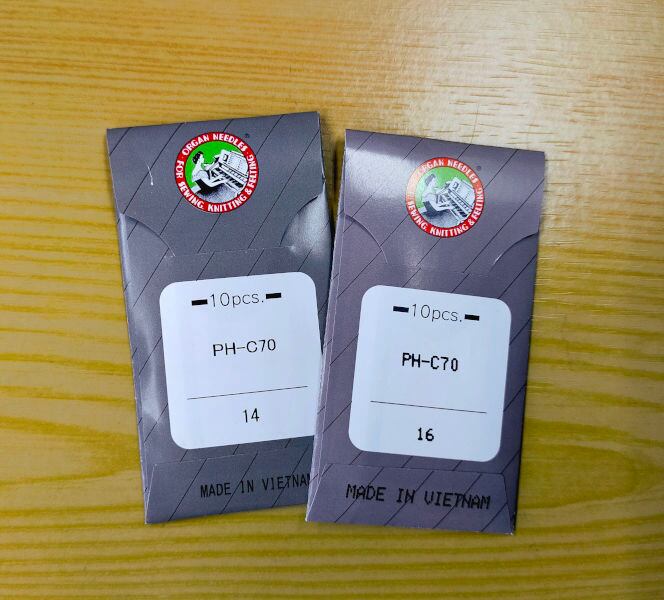 ORGAN NEEDLES
FOR SEWING, KNITTING & FELTING
10pcs.
PH-C70
14
MADE IN VIETNAM
ORGAN NEEDLES
FOR SEWING, KNITTING & FELTING
10pcs.
PH-C70
16
MADE IN VIETNAM